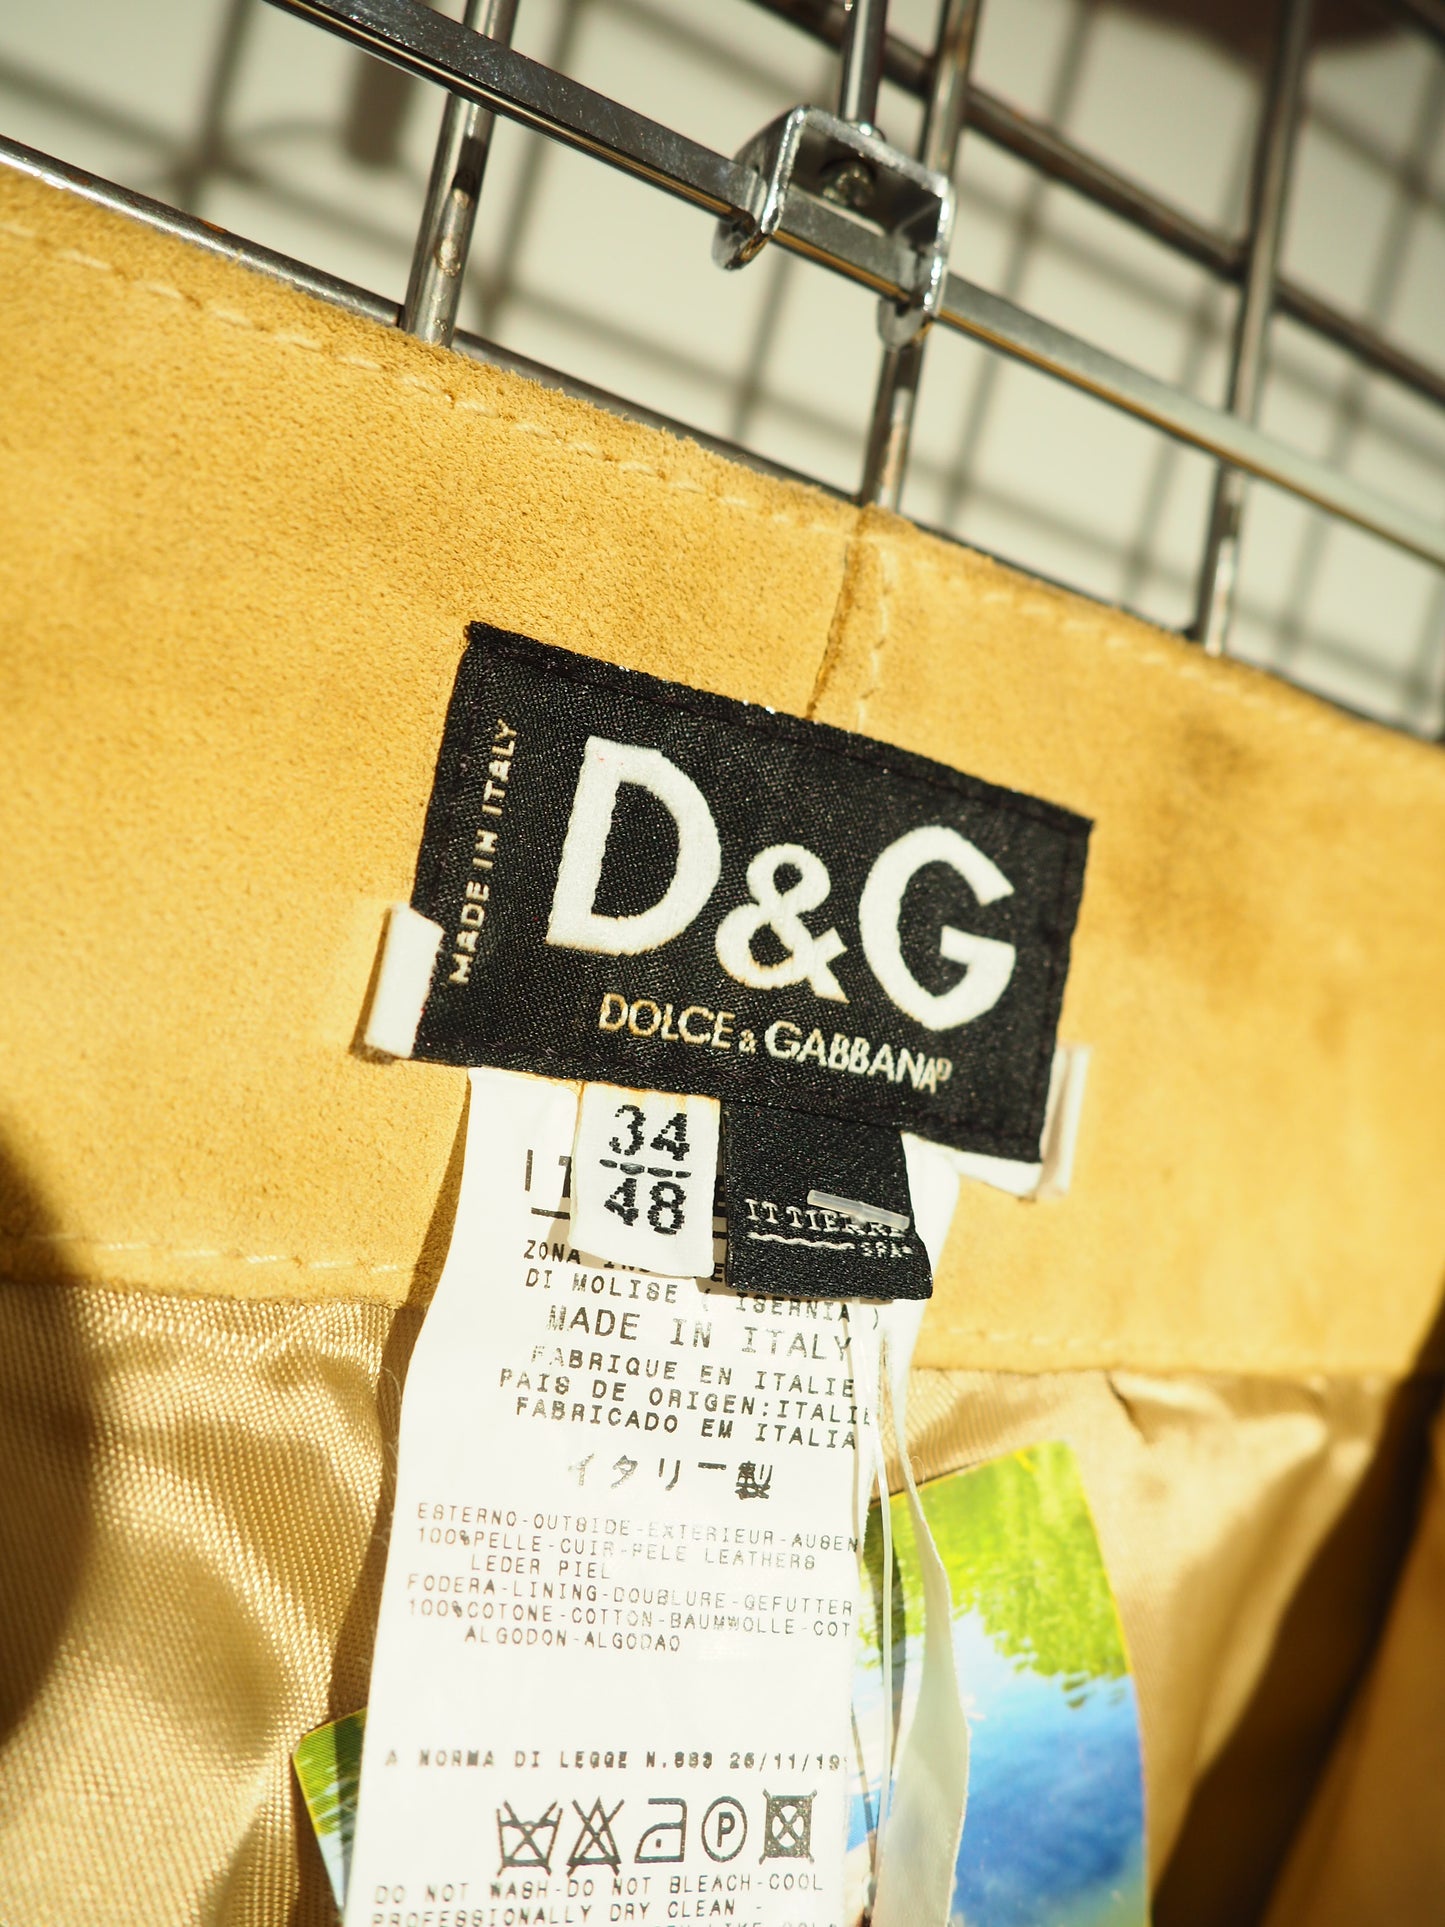 MADE IN ITALY
D&G
DOLCE & GABBANA
34
48
ITTIERRE
SPA
ZONA
DI MOLISE ( ISERNIA )
MADE IN ITALY
FABRIQUE EN ITALIE
PAIS DE ORIGEN:ITALIE
FABRICADO EM ITALIA
イタリー製
ESTERNO-OUTSIDE-EXTERIEUR-AUSEN
100%PELLE-CUIR-PELE LEATHERS
LEDER PIEL
FODERA-LINING-DOUBLURE-GEFUTTER
100%COTONE-COTTON-BAUMWOLLE-COT
ALGODON-ALGODAO
A NORMA DI LEGGE N.883 26/11/19
P
DO NOT WASH-DO NOT BLEACH-COOL
PROFESSIONALLY DRY CLEAN -